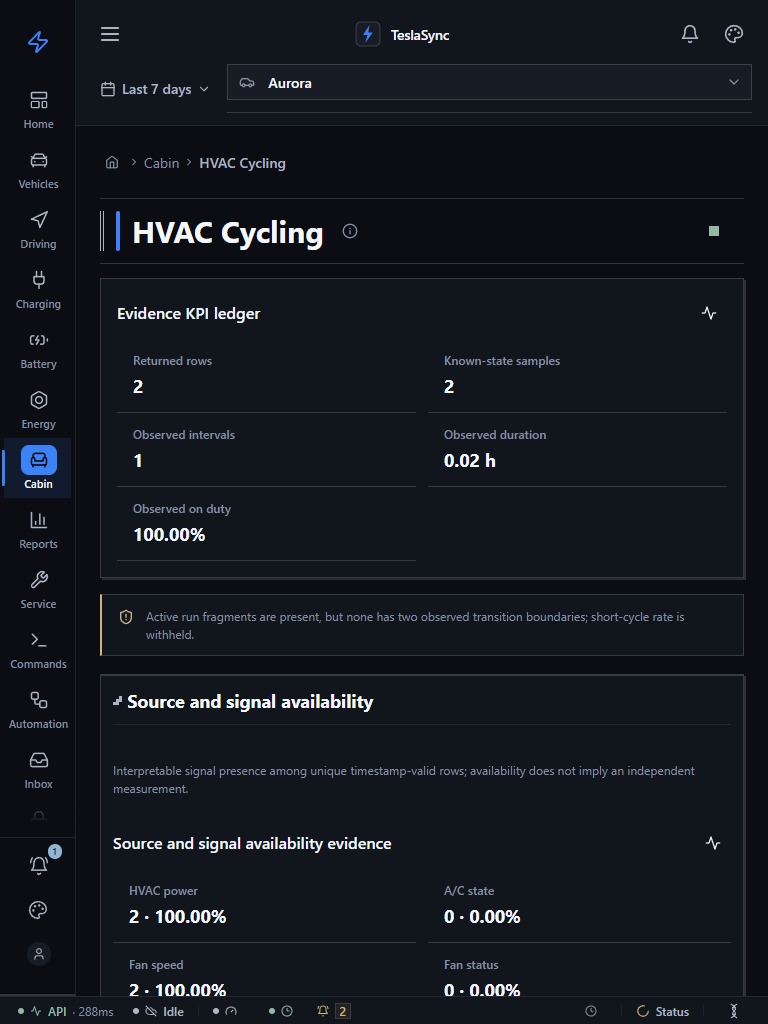 TeslaSync
Last 7 days
Aurora
Home
Vehicles
Driving
Charging
Battery
Energy
Cabin
Reports
Service
Commands
Automation
Inbox
1
Cabin
HVAC Cycling
HVAC Cycling
Evidence KPI ledger
Returned rows
2
Known-state samples
2
Observed intervals
1
Observed duration
0.02 h
Observed on duty
100.00%
Active run fragments are present, but none has two observed transition boundaries; short-cycle rate is
withheld.
Source and signal availability
Interpretable signal presence among unique timestamp-valid rows; availability does not imply an independent
measurement.
Source and signal availability evidence
HVAC power
2 · 100.00%
A/C state
0 · 0.00%
Fan speed
2 · 100.00%
Fan status
0 · 0.00%
API · 288ms
Idle
2
Status